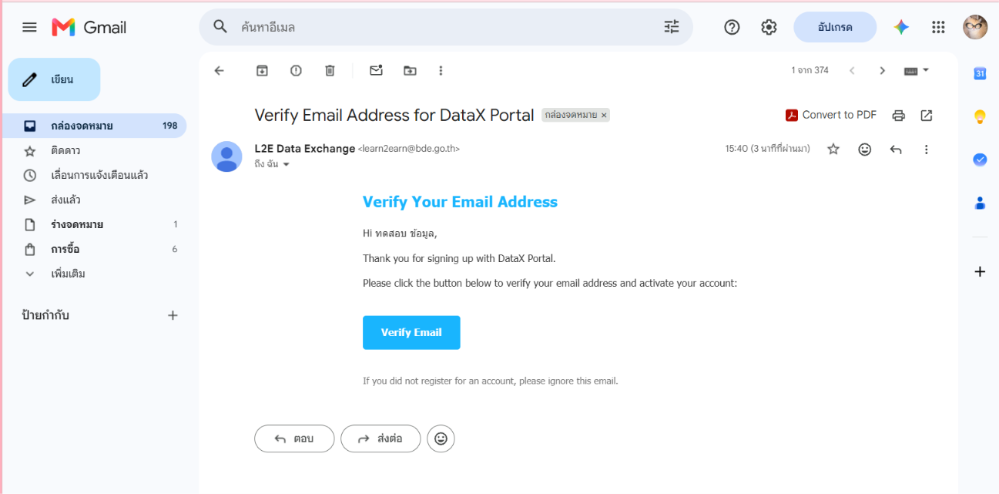 Gmail
ค้นหาอีเมล
อัปเกรด
เขียน
กล่องจดหมาย 198
ติดดาว
เลื่อนการแจ้งเตือนแล้ว
ส่งแล้ว
ร่างจดหมาย 1
การซื้อ 6
เพิ่มเติม
ป้ายกำกับ
1 จาก 374
Verify Email Address for DataX Portal กล่องจดหมาย ×
Convert to PDF
L2E Data Exchange <learn2earn@bde.go.th>
15:40 (3 นาทีที่ผ่านมา)
ถึง ฉัน
Verify Your Email Address
Hi ทดสอบ ข้อมูล,
Thank you for signing up with DataX Portal.
Please click the button below to verify your email address and activate your account:
Verify Email
If you did not register for an account, please ignore this email.
ตอบ
ส่งต่อ
31